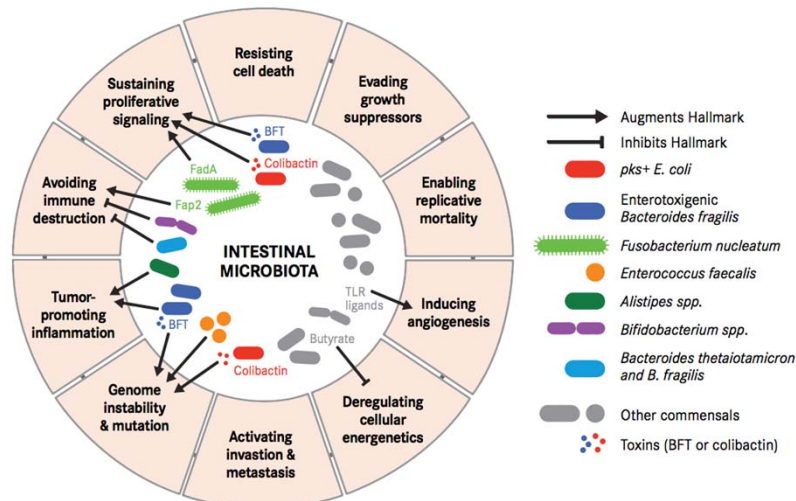 Resisting
cell death
Evading
growth
suppressors
Enabling
replicative
mortality
Inducing
angiogenesis
Deregulating
cellular
energenetics
Activating
invastion &
metastasis
Genome
instability
& mutation
Tumor-
promoting
inflammation
Avoiding
immune
destruction
Sustaining
proliferative
signaling
BFT
Colibactin
FadA
Fap2
INTESTINAL
MICROBIOTA
TLR
ligands
Butyrate
BFT
Colibactin
Augments Hallmark
Inhibits Hallmark
pks+ E. coli
Enterotoxigenic
Bacteroides fragilis
Fusobacterium nucleatum
Enterococcus faecalis
Alistipes spp.
Bifidobacterium spp.
Bacteroides thetaiotamicron
and B. fragilis
Other commensals
Toxins (BFT or colibactin)